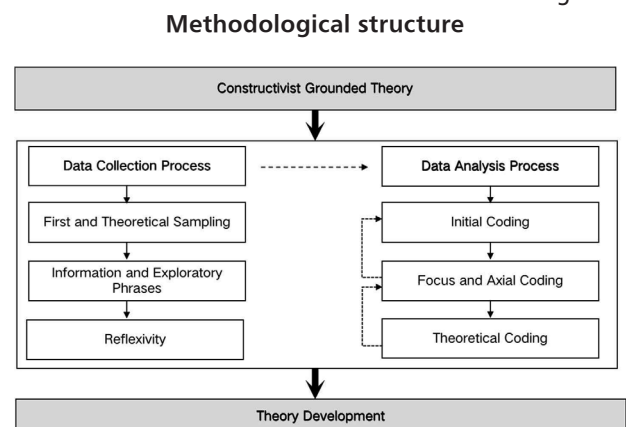 Methodological structure
Constructivist Grounded Theory
Data Collection Process
Data Analysis Process
First and Theoretical Sampling
Initial Coding
Information and Exploratory
Phrases
Focus and Axial Coding
Reflexivity
Theoretical Coding
Theory Development